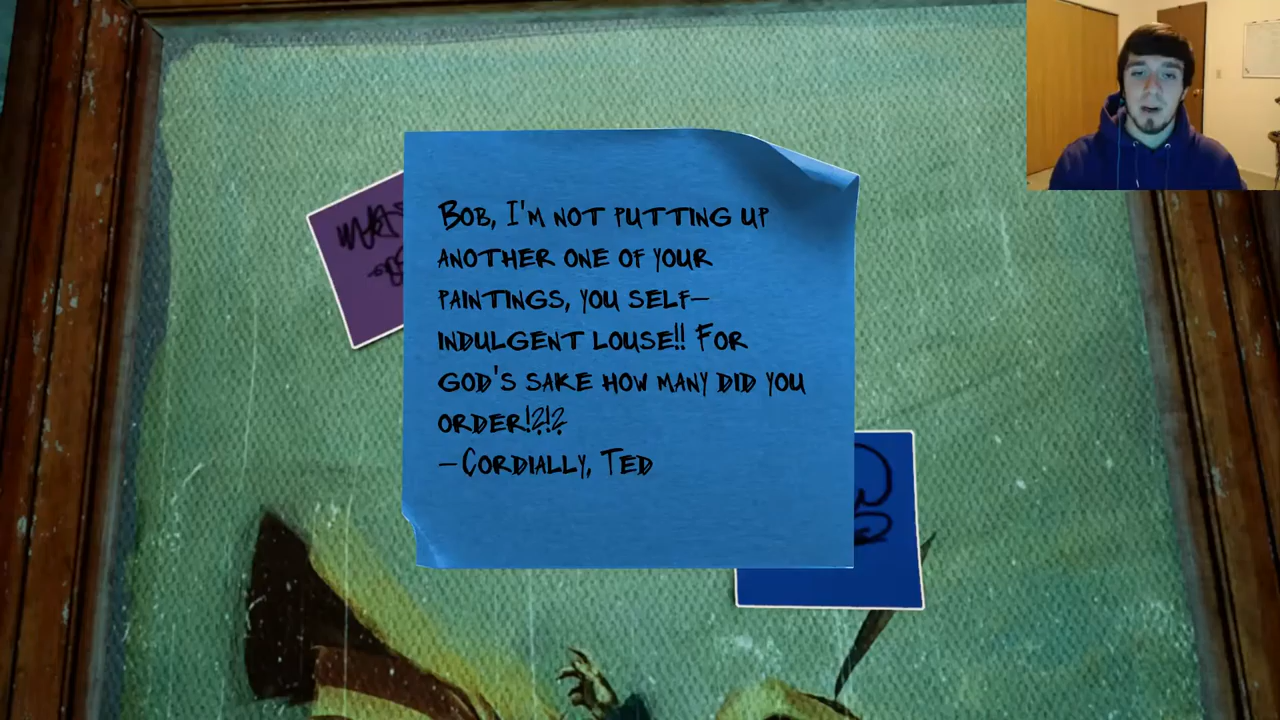 Bob, I'm not putting up
another one of your
paintings, you self-
indulgent louse!! For
God's sake how many did you
order!?!?
-Cordially, Ted